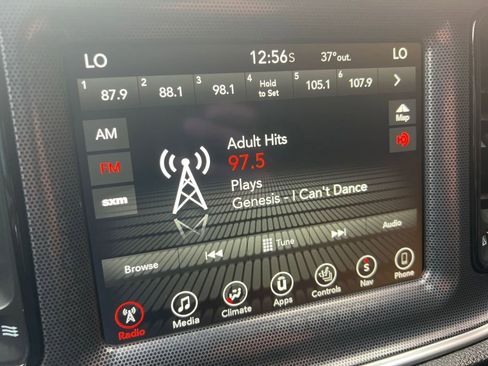 LO 12:56S 37°out. LO
1 87.9 2 88.1 3 98.1 4 Hold to Set 5 105.1 6 107.9
AM
Map
FM
sxm
Adult Hits
97.5
Plays
Genesis - I Can't Dance
Browse Tune Audio
Radio Media Climate Apps Controls Nav Phone